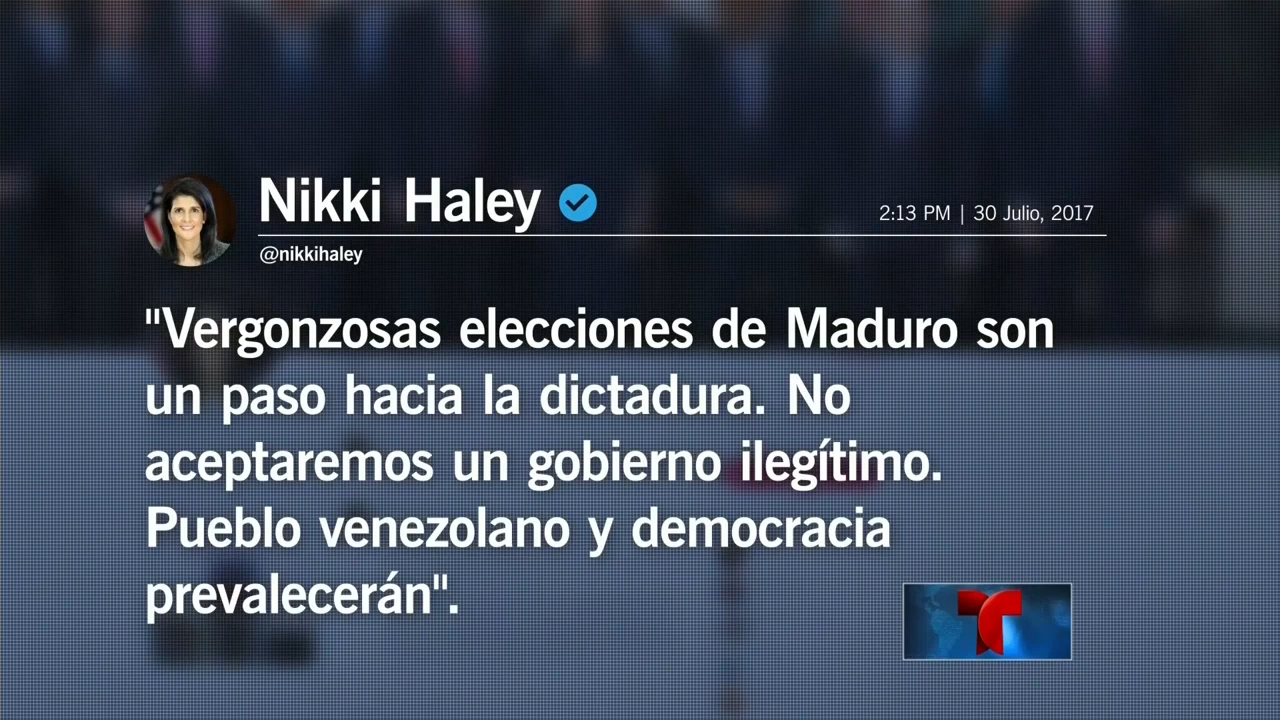 Nikki Haley
2:13 PM | 30 Julio, 2017
@nikkihaley
"Vergonzosas elecciones de Maduro son
un paso hacia la dictadura. No
aceptaremos un gobierno ilegítimo.
Pueblo venezolano y democracia
prevalecerán".